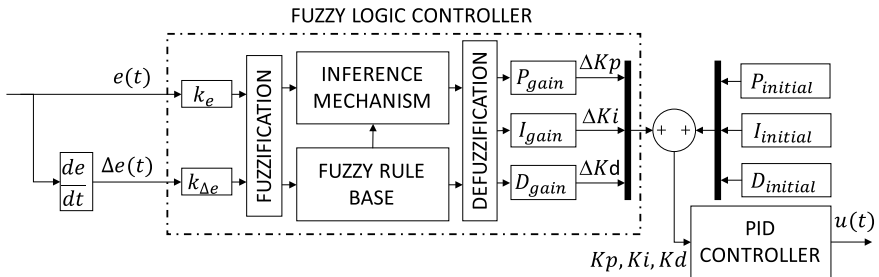 FUZZY LOGIC CONTROLLER
e(t)
k_e
FUZZIFICATION
INFERENCE
MECHANISM
DEFUZZIFICATION
P_gain
ΔKp
P_initial
I_gain
ΔKi
+ +
I_initial
de/dt
Δe(t)
k_Δe
FUZZY RULE
BASE
D_gain
ΔKd
D_initial
Kp, Ki, Kd
PID
CONTROLLER
u(t)